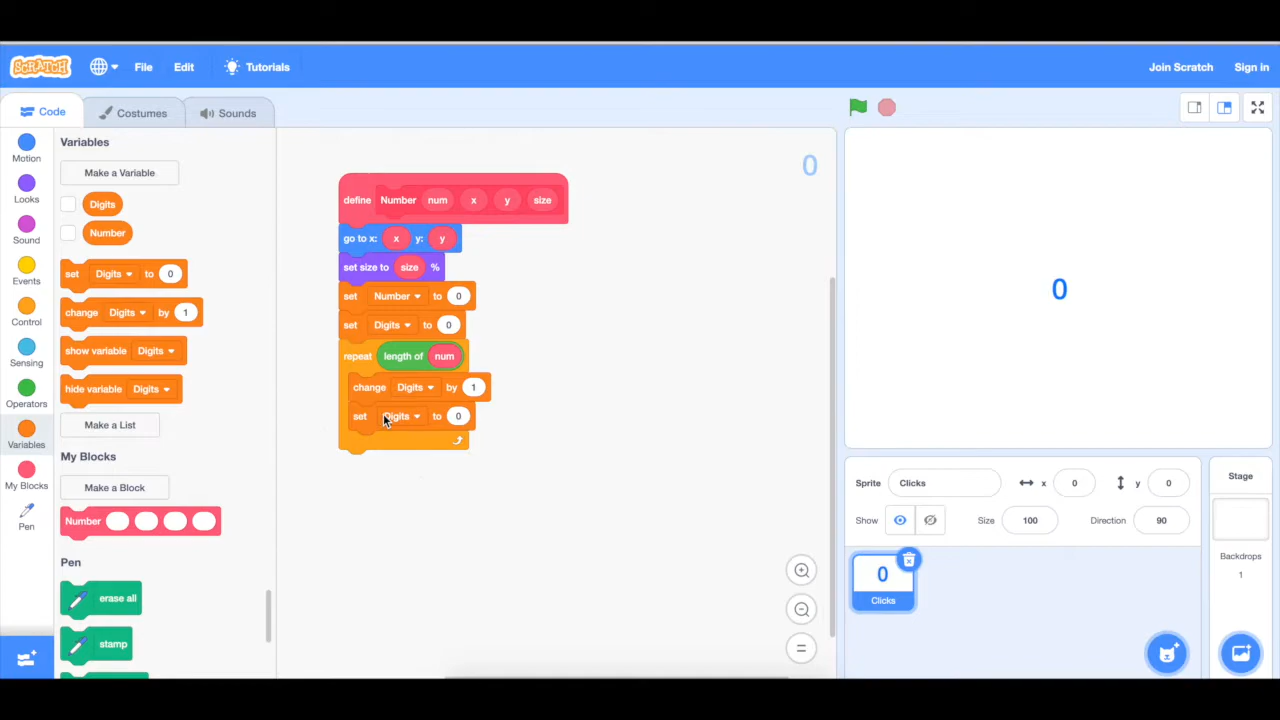 SCRATCH File Edit Tutorials Join Scratch Sign in
Code Costumes Sounds
Motion
Looks
Sound
Events
Control
Sensing
Operators
Variables
My Blocks
Pen
Variables
Make a Variable
Digits
Number
set Digits to 0
change Digits by 1
show variable Digits
hide variable Digits
Make a List
My Blocks
Make a Block
Number
Pen
erase all
stamp
0
define Number num x y size
go to x: x y: y
set size to size %
set Number to 0
set Digits to 0
repeat length of num
change Digits by 1
set Digits to 0
0
Sprite Clicks x 0 y 0
Show Size 100 Direction 90
0
Clicks
Stage
Backdrops
1